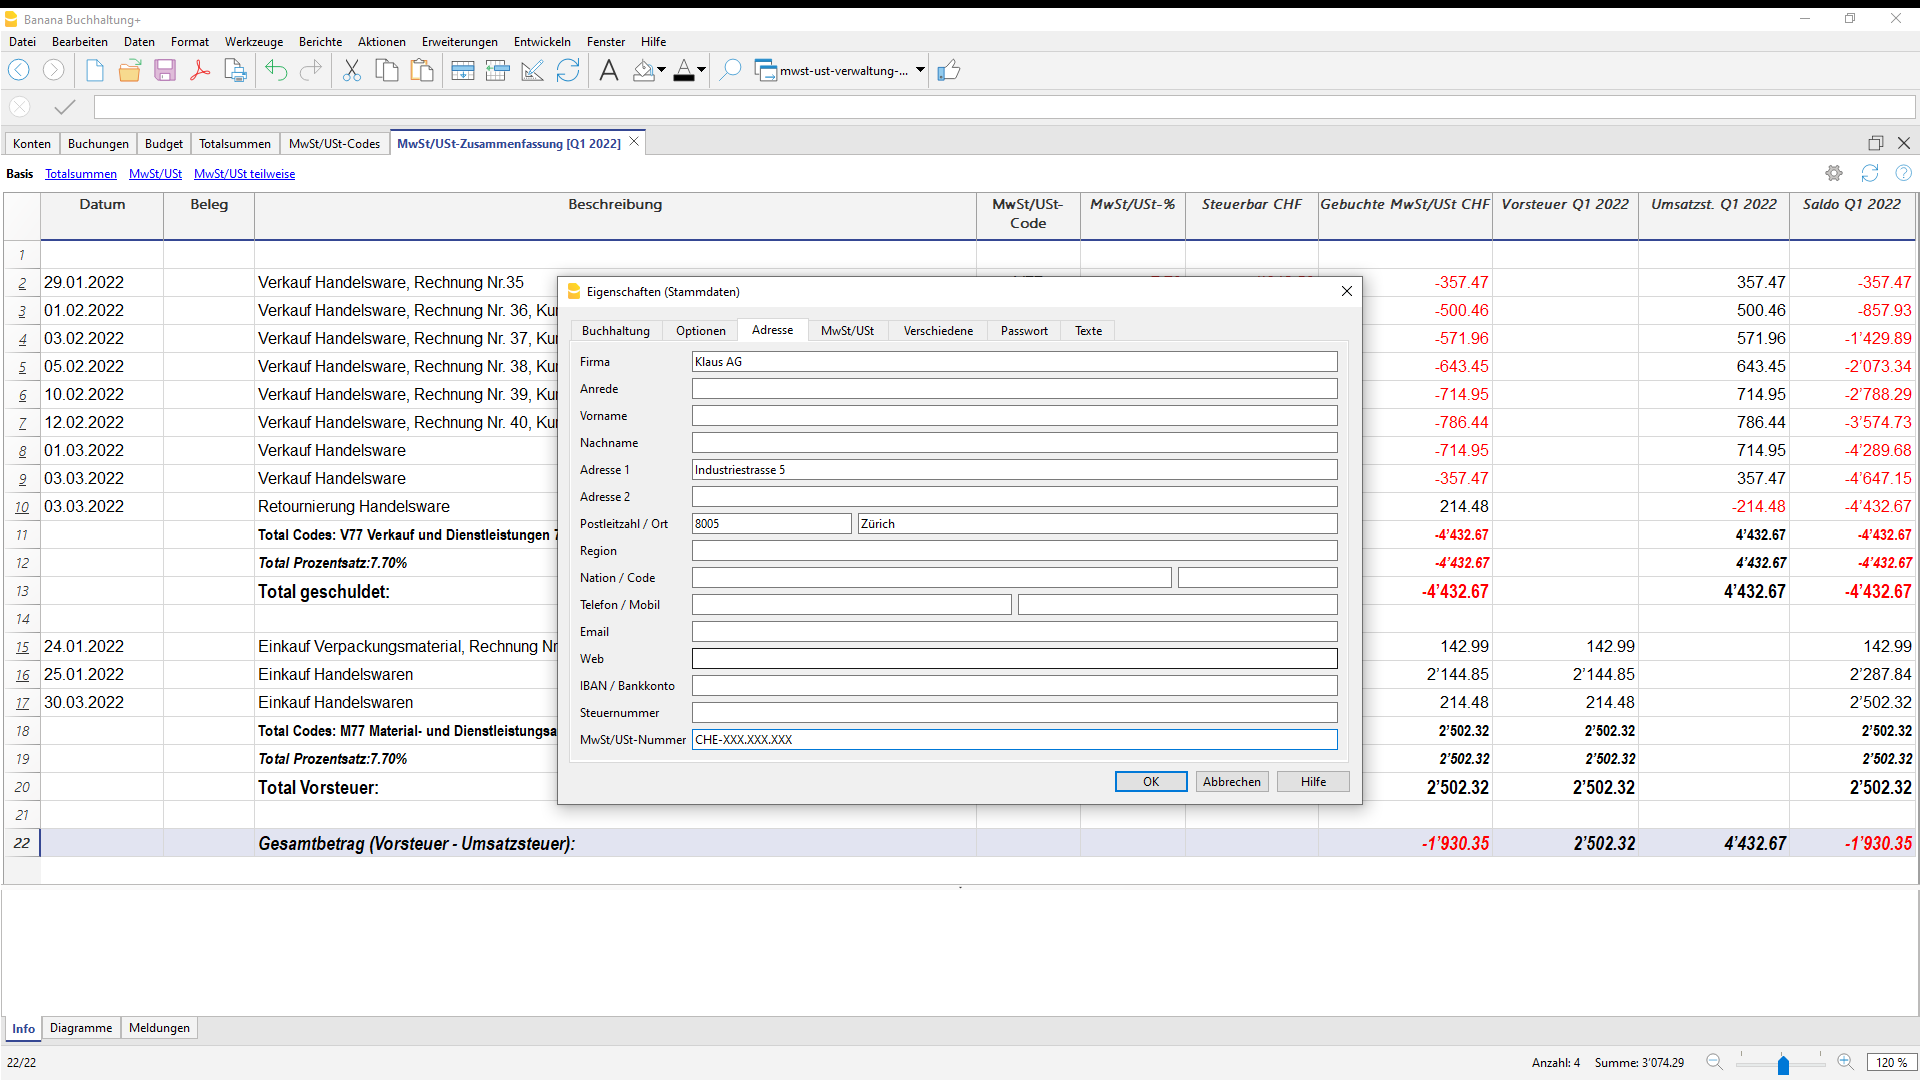 Banana Buchhaltung+
Datei Bearbeiten Daten Format Werkzeuge Berichte Aktionen Erweiterungen Entwickeln Fenster Hilfe
mwst-ust-verwaltung-...
Konten Buchungen Budget Totalsummen MwSt/USt-Codes MwSt/USt-Zusammenfassung [Q1 2022]
Basis Totalsummen MwSt/USt MwSt/USt teilweise
Datum Beleg Beschreibung MwSt/USt-Code MwSt/USt-% Steuerbar CHF Gebuchte MwSt/USt CHF Vorsteuer Q1 2022 Umsatzst. Q1 2022 Saldo Q1 2022
1
2 29.01.2022 Verkauf Handelsware, Rechnung Nr.35 -357.47 357.47 -357.47
3 01.02.2022 Verkauf Handelsware, Rechnung Nr. 36, -500.46 500.46 -857.93
4 03.02.2022 Verkauf Handelsware, Rechnung Nr. 37, -571.96 571.96 -1’429.89
5 05.02.2022 Verkauf Handelsware, Rechnung Nr. 38, -643.45 643.45 -2’073.34
6 10.02.2022 Verkauf Handelsware, Rechnung Nr. 39, -714.95 714.95 -2’788.29
7 12.02.2022 Verkauf Handelsware, Rechnung Nr. 40, -786.44 786.44 -3’574.73
8 01.03.2022 Verkauf Handelsware -714.95 714.95 -4’289.68
9 03.03.2022 Verkauf Handelsware -357.47 357.47 -4’647.15
10 03.03.2022 Retournierung Handelsware 214.48 -214.48 -4’432.67
11 Total Codes: V77 Verkauf und Dienstleistungen 7 -4’432.67 4’432.67 -4’432.67
12 Total Prozentsatz:7.70% -4’432.67 4’432.67 -4’432.67
13 Total geschuldet: -4’432.67 4’432.67 -4’432.67
14
15 24.01.2022 Einkauf Verpackungsmaterial, Rechnung Nr 142.99 142.99 142.99
16 25.01.2022 Einkauf Handelswaren 2’144.85 2’144.85 2’287.84
17 30.03.2022 Einkauf Handelswaren 214.48 214.48 2’502.32
18 Total Codes: M77 Material- und Dienstleistungsa 2’502.32 2’502.32 2’502.32
19 Total Prozentsatz:7.70% 2’502.32 2’502.32 2’502.32
20 Total Vorsteuer: 2’502.32 2’502.32 2’502.32
21
22 Gesamtbetrag (Vorsteuer - Umsatzsteuer): -1’930.35 2’502.32 4’432.67 -1’930.35
Eigenschaften (Stammdaten)
Buchhaltung Optionen Adresse MwSt/USt Verschiedene Passwort Texte
Firma Klaus AG
Anrede
Vorname
Nachname
Adresse 1 Industriestrasse 5
Adresse 2
Postleitzahl / Ort 8005 Zürich
Region
Nation / Code
Telefon / Mobil
Email
Web
IBAN / Bankkonto
Steuernummer
MwSt/USt-Nummer CHE-XXX.XXX.XXX
OK Abbrechen Hilfe
Info Diagramme Meldungen
22/22 Anzahl: 4 Summe: 3’074.29 120 %